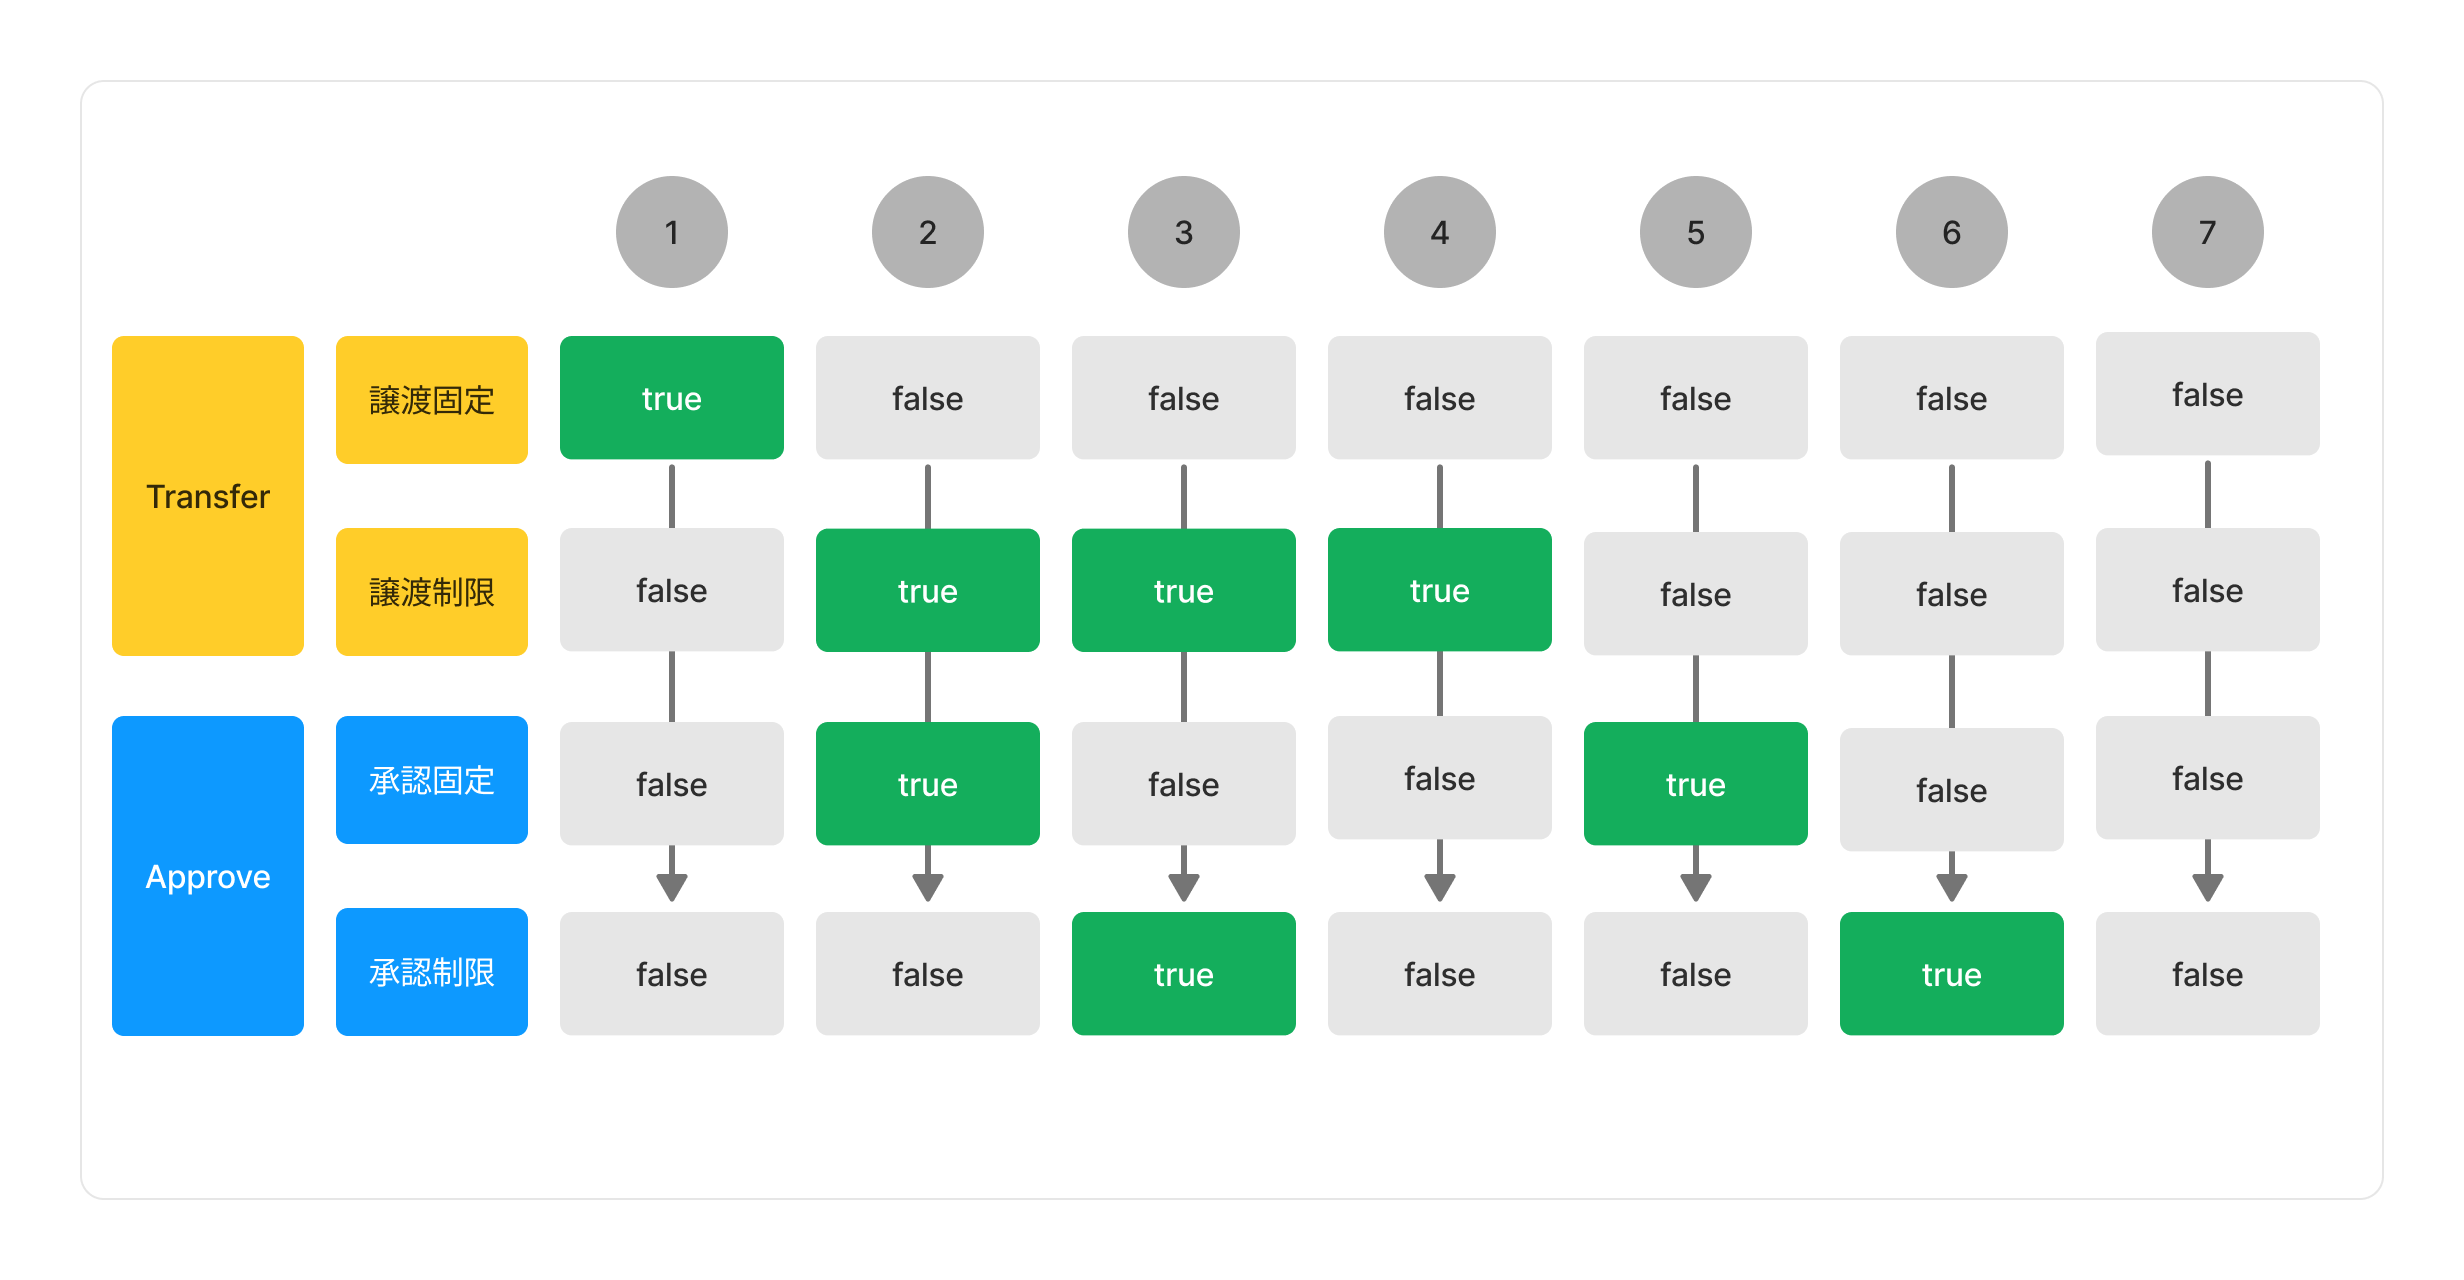 1 2 3 4 5 6 7
Transfer
譲渡固定 true false false false false false false
譲渡制限 false true true true false false false
Approve
承認固定 false true false false true false false
承認制限 false false true false false true false